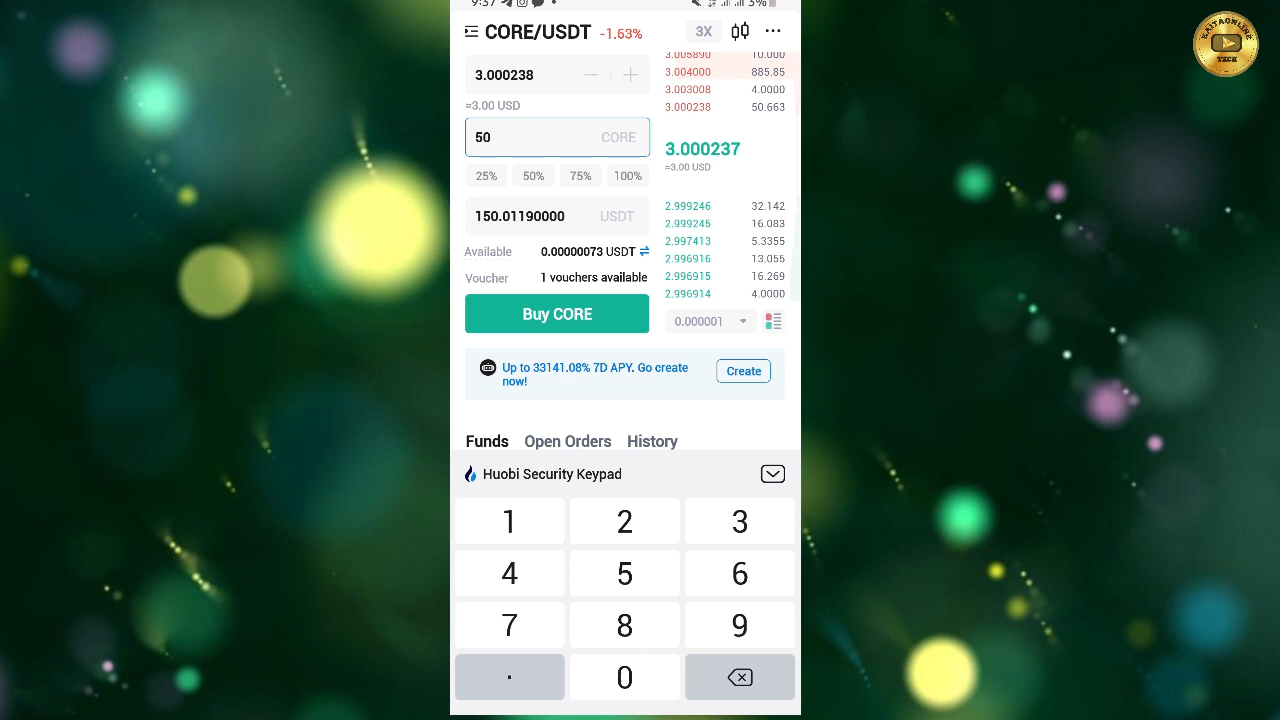 9:37 3%
CORE/USDT -1.63% 3X
3.000238
≈3.00 USD
50 CORE
25% 50% 75% 100%
150.01190000 USDT
Available 0.00000073 USDT
Voucher 1 vouchers available
Buy CORE
3.005890 10.000
3.004000 885.85
3.003008 4.0000
3.000238 50.663
3.000237
≈3.00 USD
2.999246 32.142
2.999245 16.083
2.997413 5.3355
2.996916 13.055
2.996915 16.269
2.996914 4.0000
0.000001
Up to 33141.08% 7D APY. Go create
now!
Create
Funds Open Orders History
Huobi Security Keypad
1 2 3
4 5 6
7 8 9
. 0
TECH